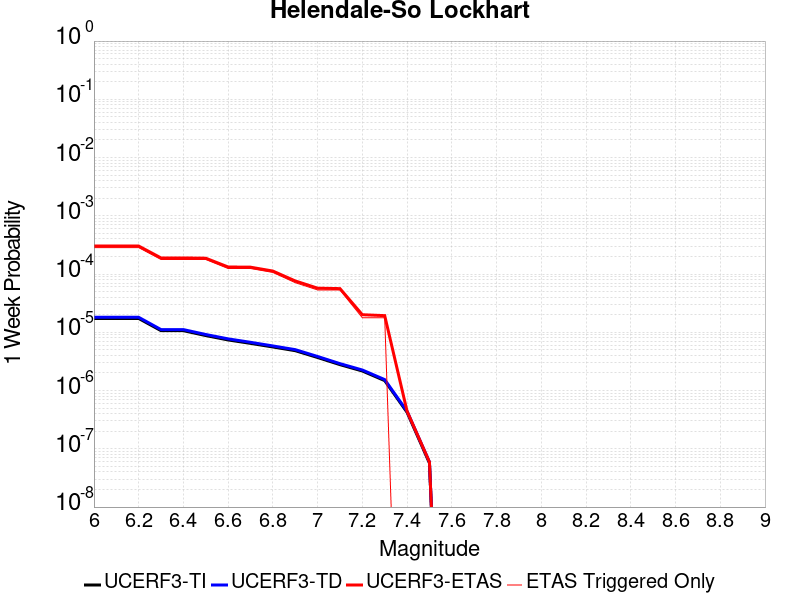 Helendale-So Lockhart
10^0
10^-1
10^-2
10^-3
10^-4
10^-5
10^-6
10^-7
10^-8
1 Week Probability
6 6.2 6.4 6.6 6.8 7 7.2 7.4 7.6 7.8 8 8.2 8.4 8.6 8.8 9
Magnitude
UCERF3-TI UCERF3-TD UCERF3-ETAS ETAS Triggered Only